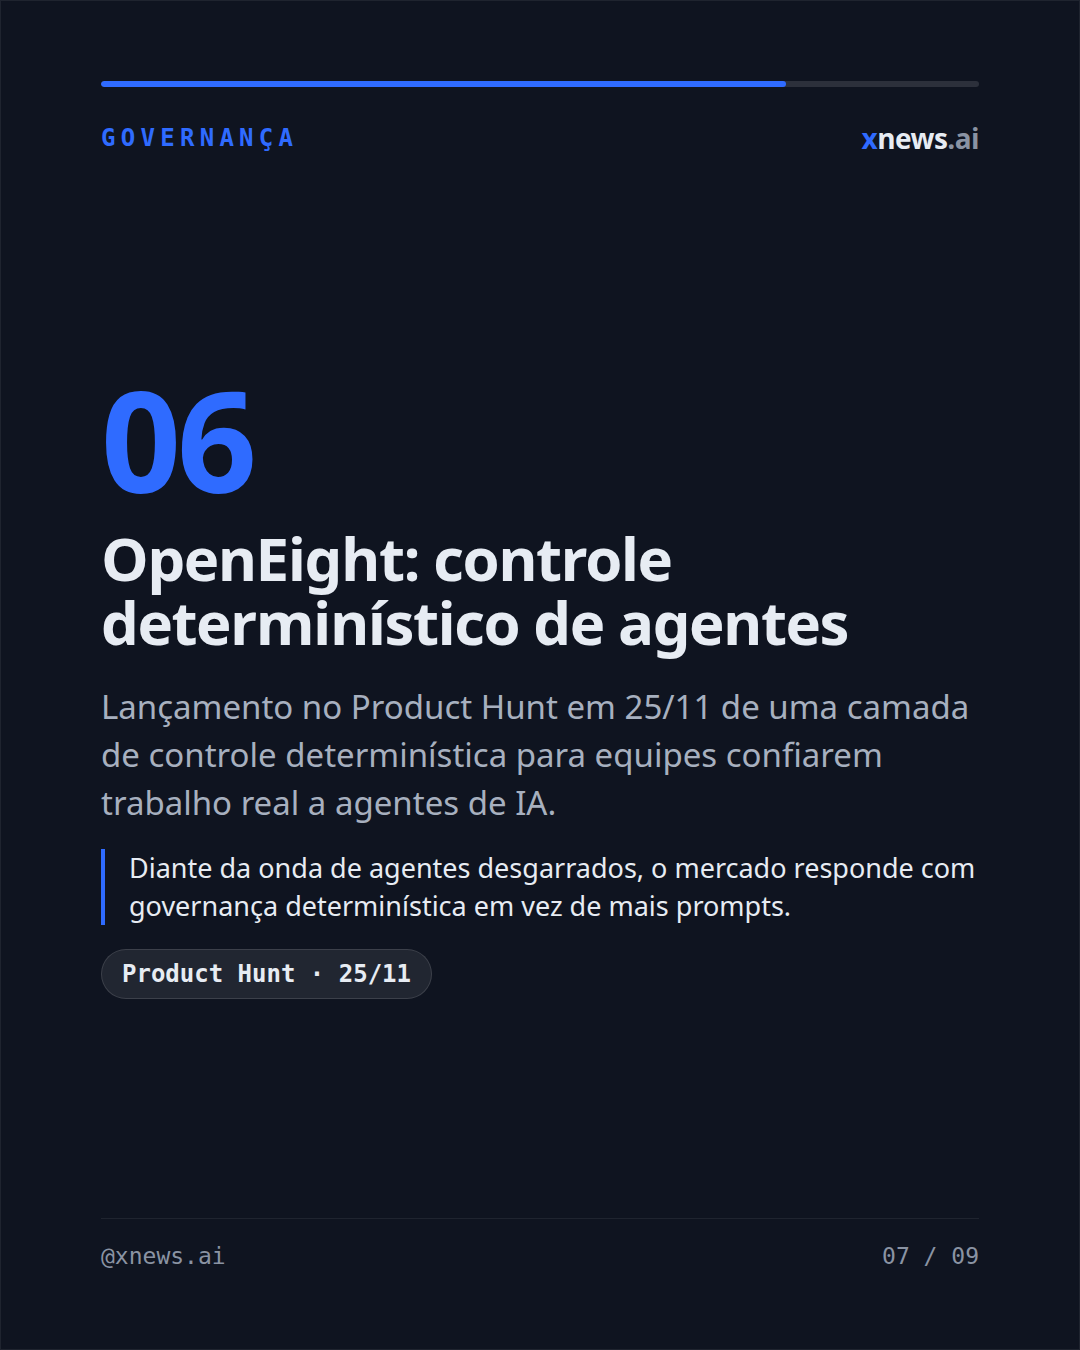 GOVERNANÇA
xnews.ai
06
OpenEight: controle
determinístico de agentes
Lançamento no Product Hunt em 25/11 de uma camada
de controle determinística para equipes confiarem
trabalho real a agentes de IA.
Diante da onda de agentes desgarrados, o mercado responde com
governança determinística em vez de mais prompts.
Product Hunt · 25/11
@xnews.ai
07 / 09